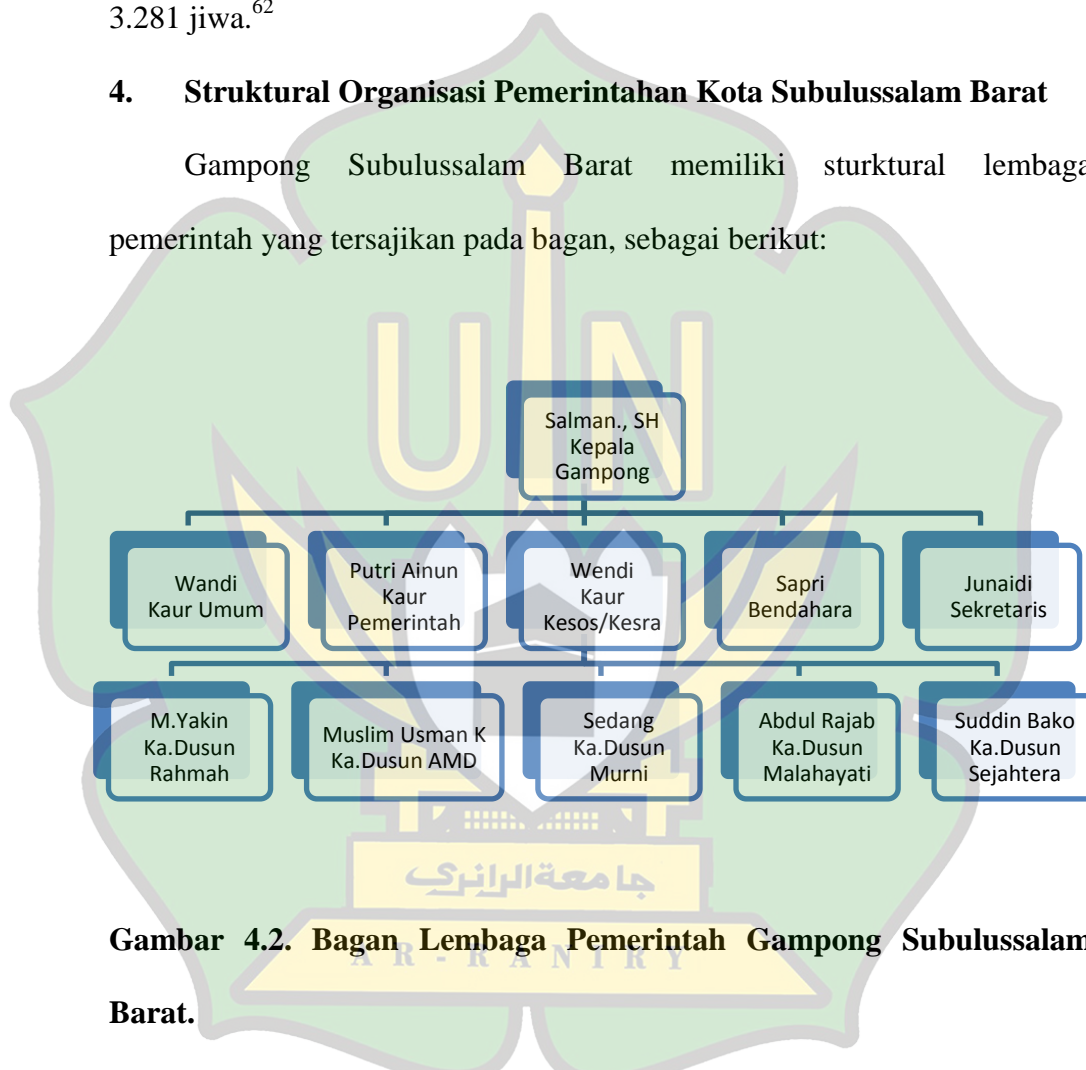 3.281 jiwa.62
4. Struktural Organisasi Pemerintahan Kota Subulussalam Barat
Gampong Subulussalam Barat memiliki sturktural lembaga
pemerintah yang tersajikan pada bagan, sebagai berikut:
UIN
Salman., SH
Kepala
Gampong
Wandi
Kaur Umum
Putri Ainun
Kaur
Pemerintah
Wendi
Kaur
Kesos/Kesra
Sapri
Bendahara
Junaidi
Sekretaris
M.Yakin
Ka.Dusun
Rahmah
Muslim Usman K
Ka.Dusun AMD
Sedang
Ka.Dusun
Murni
Abdul Rajab
Ka.Dusun
Malahayati
Suddin Bako
Ka.Dusun
Sejahtera
جامعة الرانري
Gambar 4.2. Bagan Lembaga Pemerintah Gampong Subulussalam
AR-RANIRY
Barat.